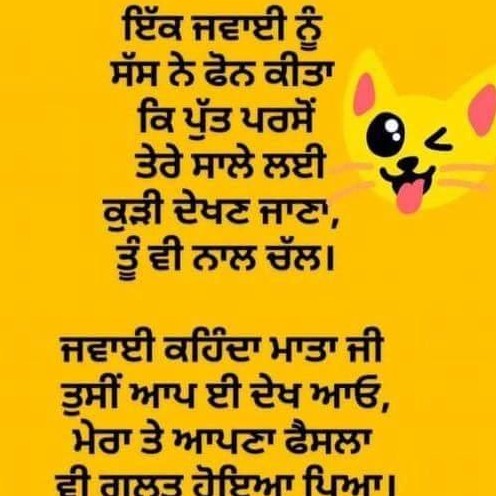 ਇੱਕ ਜਵਾਈ ਨੂੰ
ਸੱਸ ਨੇ ਫੋਨ ਕੀਤਾ
ਕਿ ਪੁੱਤ ਪਰਸੋਂ
ਤੇਰੇ ਸਾਲੇ ਲਈ
ਕੁੜੀ ਦੇਖਣ ਜਾਣਾ,
ਤੂੰ ਵੀ ਨਾਲ ਚੱਲ।
ਜਵਾਈ ਕਹਿੰਦਾ ਮਾਤਾ ਜੀ
ਤੁਸੀਂ ਆਪ ਈ ਦੇਖ ਆਓ,
ਮੇਰਾ ਤੇ ਆਪਣਾ ਫੈਸਲਾ
ਵੀ ਗਲਤ ਹੋਇਆ ਪਿਆ।